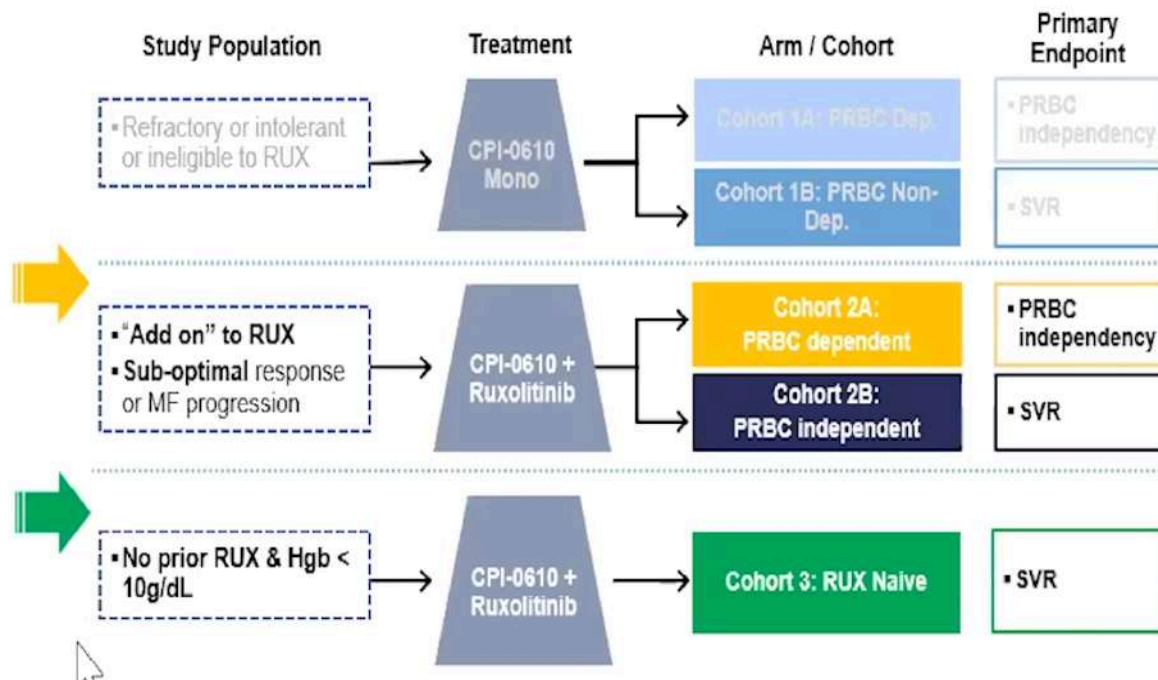 Study Population
Treatment
Arm / Cohort
Primary
Endpoint
▪ Refractory or intolerant
or ineligible to RUX
CPI-0610
Mono
Cohort 1A: PRBC Dep.
Cohort 1B: PRBC Non-
Dep.
▪ PRBC
independency
▪ SVR
▪ "Add on" to RUX
▪ Sub-optimal response
or MF progression
CPI-0610 +
Ruxolitinib
Cohort 2A:
PRBC dependent
Cohort 2B:
PRBC independent
▪ PRBC
independency
▪ SVR
▪ No prior RUX & Hgb <
10g/dL
CPI-0610 +
Ruxolitinib
Cohort 3: RUX Naive
▪ SVR